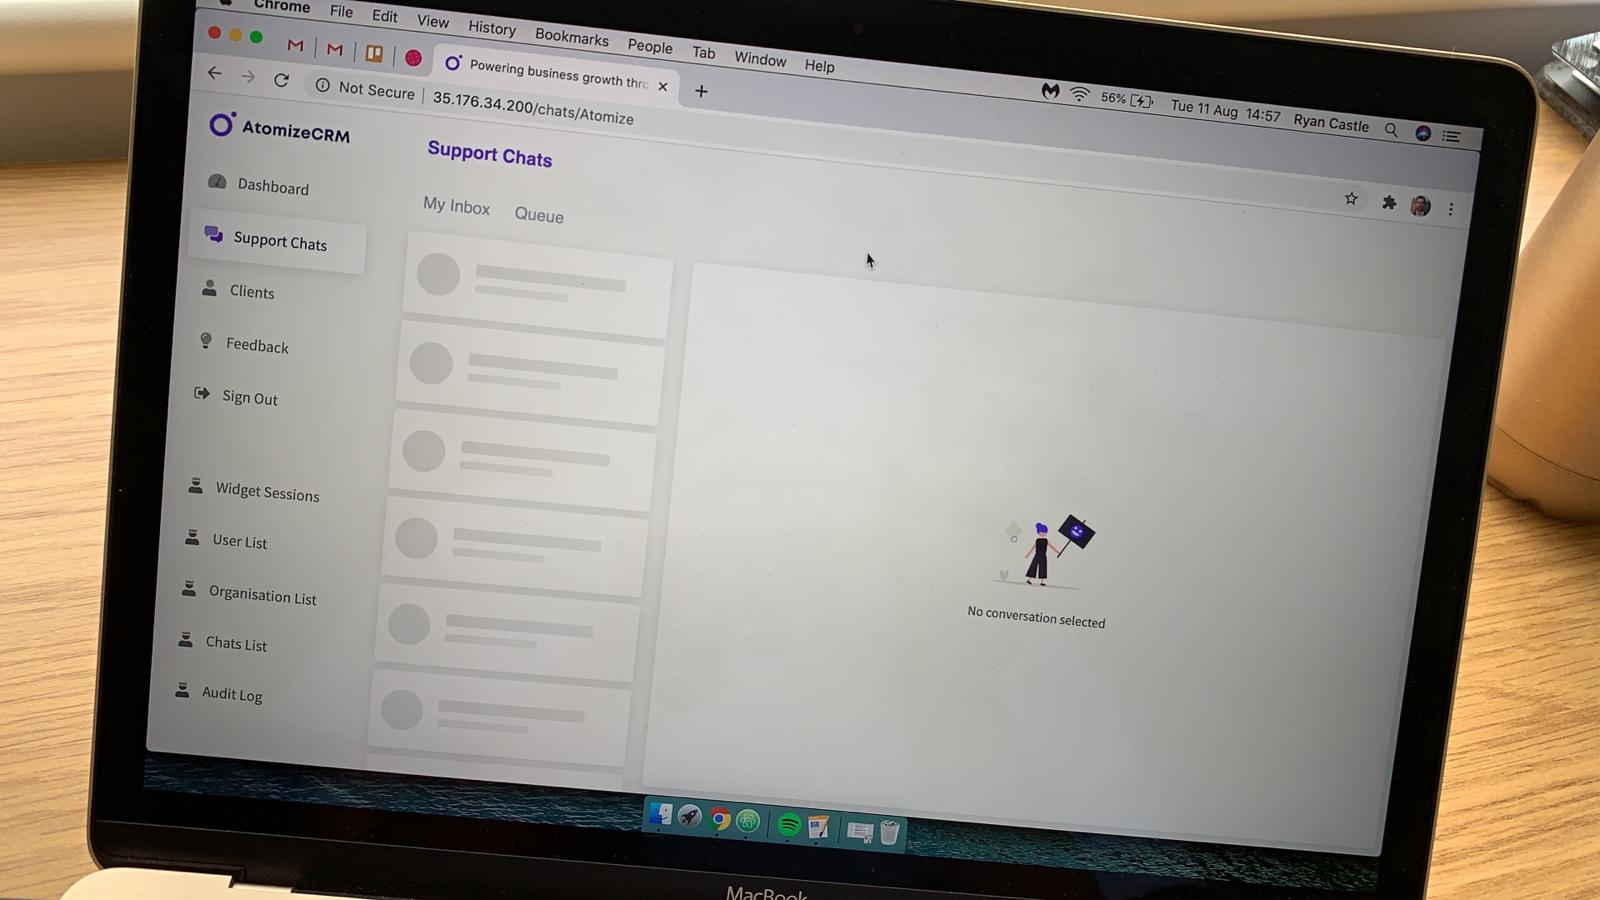 Chrome File Edit View History Bookmarks People Tab Window Help
56% Tue 11 Aug 14:57 Ryan Castle
Powering business growth thro
Not Secure | 35.176.34.200/chats/Atomize
AtomizeCRM
Dashboard
Support Chats
Clients
Feedback
Sign Out
Widget Sessions
User List
Organisation List
Chats List
Audit Log
Support Chats
My Inbox Queue
No conversation selected
MacBook